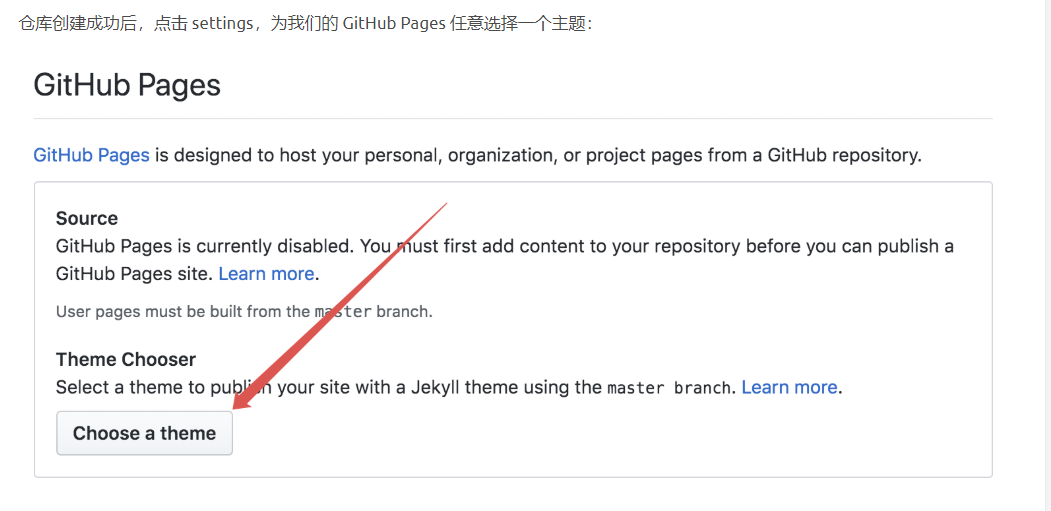 仓库创建成功后，点击 settings，为我们的 GitHub Pages 任意选择一个主题：
GitHub Pages
GitHub Pages is designed to host your personal, organization, or project pages from a GitHub repository.
Source
GitHub Pages is currently disabled. You must first add content to your repository before you can publish a
GitHub Pages site. Learn more.
User pages must be built from the master branch.
Theme Chooser
Select a theme to publish your site with a Jekyll theme using the master branch. Learn more.
Choose a theme